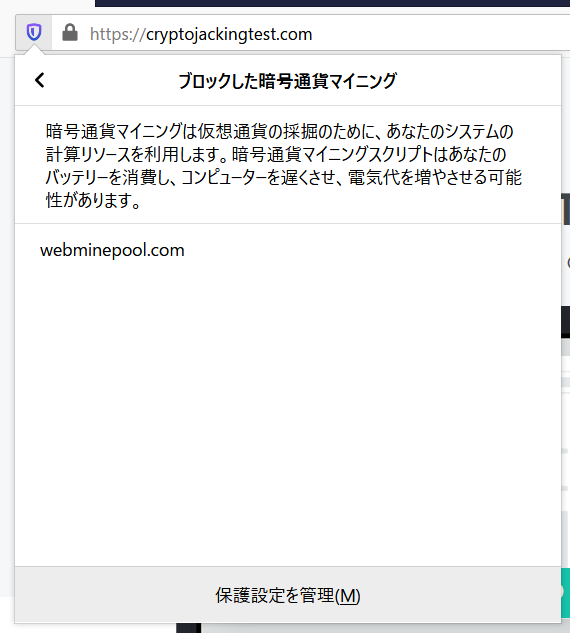 https://cryptojackingtest.com
ブロックした暗号通貨マイニング
暗号通貨マイニングは仮想通貨の採掘のために、あなたのシステムの
計算リソースを利用します。暗号通貨マイニングスクリプトはあなたの
バッテリーを消費し、コンピューターを遅くさせ、電気代を増やさせる可能
性があります。
webminepool.com
保護設定を管理(M)